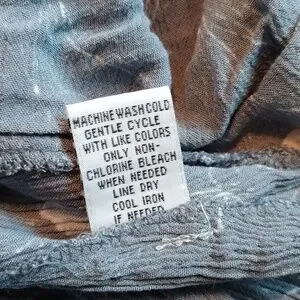 MACHINE WASH COLD
GENTLE CYCLE
WITH LIKE COLORS
ONLY NON-
CHLORINE BLEACH
WHEN NEEDED
LINE DRY
COOL IRON
IF NEEDED